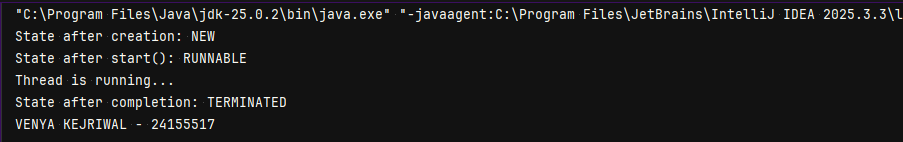 "C:\Program Files\Java\jdk-25.0.2\bin\java.exe" "-javaagent:C:\Program Files\JetBrains\IntelliJ IDEA 2025.3.3\l
State after creation: NEW
State after start(): RUNNABLE
Thread is running...
State after completion: TERMINATED
VENYA KEJRIWAL - 24155517